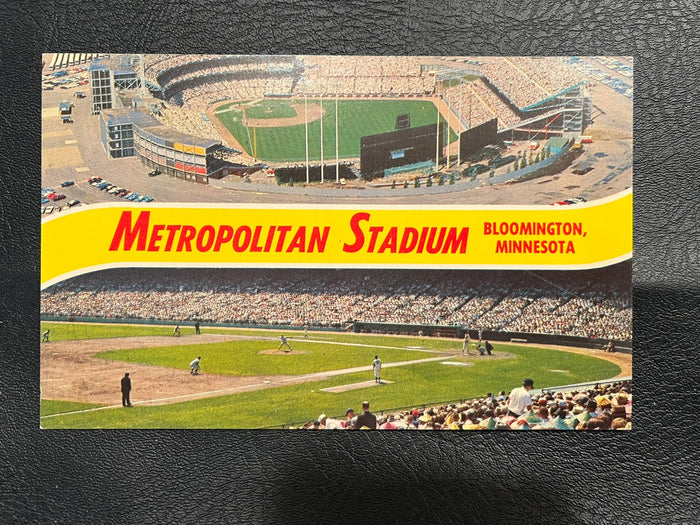 METROPOLITAN STADIUM
BLOOMINGTON,
MINNESOTA